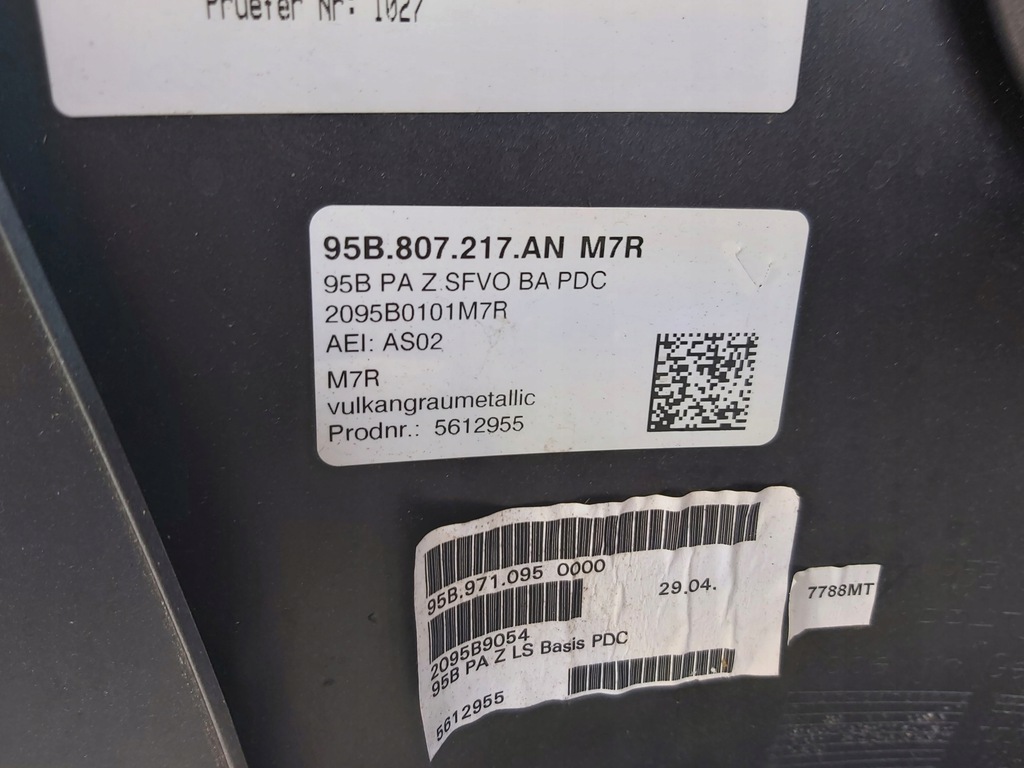 Pruefer Nr: 1027
95B.807.217.AN M7R
95B PA Z SFVO BA PDC
2095B0101M7R
AEI: AS02
M7R
vulkangraumetallic
Prodnr.: 5612955
95B.971.095 0000
29.04.
2095B9054
95B PA Z LS Basis PDC
5612955
7788MT